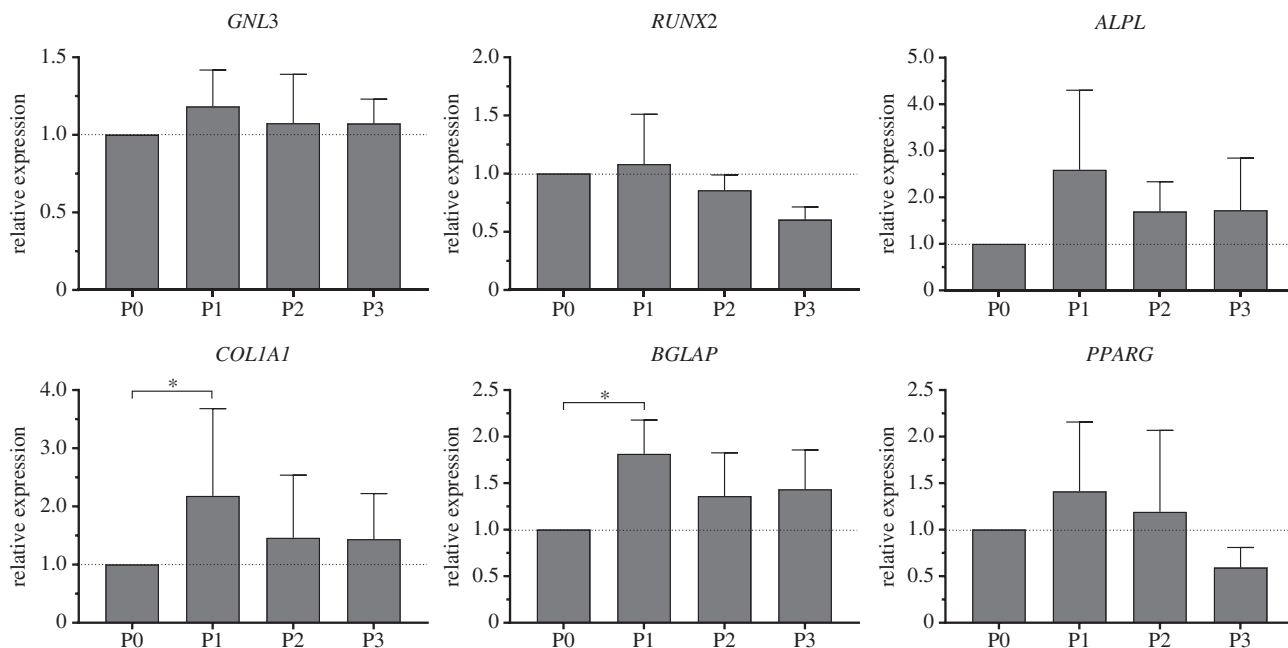 GNL3
relative expression
1.5
1.0
0.5
0
P0 P1 P2 P3
RUNX2
relative expression
2.0
1.5
1.0
0.5
0
P0 P1 P2 P3
ALPL
relative expression
5.0
4.0
3.0
2.0
1.0
0
P0 P1 P2 P3
COL1A1
relative expression
4.0
3.0
2.0
1.0
0
*
P0 P1 P2 P3
BGLAP
relative expression
2.5
2.0
1.5
1.0
0.5
0
*
P0 P1 P2 P3
PPARG
relative expression
2.5
2.0
1.5
1.0
0.5
0
P0 P1 P2 P3